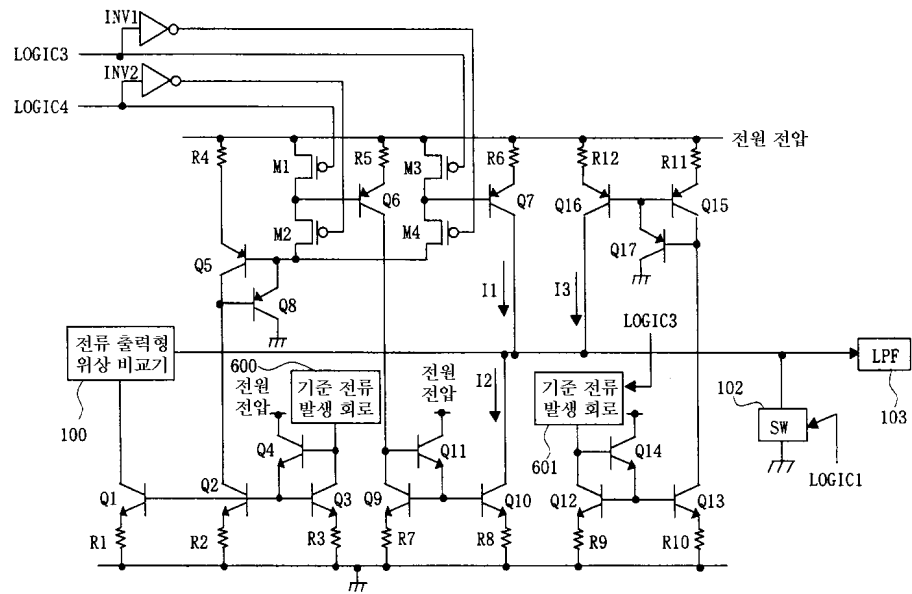 INV1
LOGIC3
INV2
LOGIC4
전원 전압
R4
M1
R5
M3
R6
R12
R11
Q6
Q7
Q16
Q15
M2
M4
Q17
Q5
Q8
I1
I3
LOGIC3
전류 출력형
위상 비교기
100
600
전원
전압
기준 전류
발생 회로
전원
전압
I2
기준 전류
발생 회로
601
LPF
103
102
SW
LOGIC1
Q4
Q11
Q14
Q1
Q2
Q3
Q9
Q10
Q12
Q13
R1
R2
R3
R7
R8
R9
R10